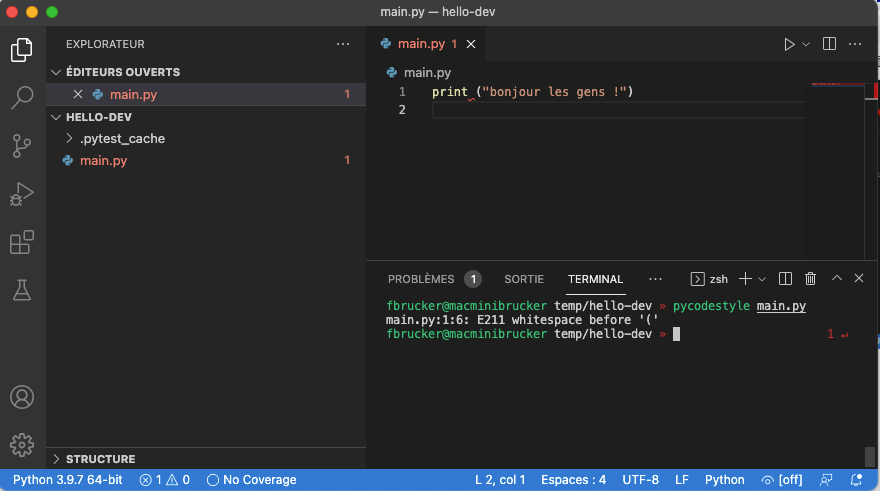 main.py — hello-dev
EXPLORATEUR
ÉDITEURS OUVERTS
main.py 1
HELLO-DEV
.pytest_cache
main.py 1
STRUCTURE
main.py 1
main.py
1 print ("bonjour les gens !")
2
PROBLÈMES 1 SORTIE TERMINAL zsh
fbrucker@macminibrucker temp/hello-dev » pycodestyle main.py
main.py:1:6: E211 whitespace before '('
fbrucker@macminibrucker temp/hello-dev » 1 ↵
Python 3.9.7 64-bit 1 0 No Coverage L 2, col 1 Espaces : 4 UTF-8 LF Python [off]